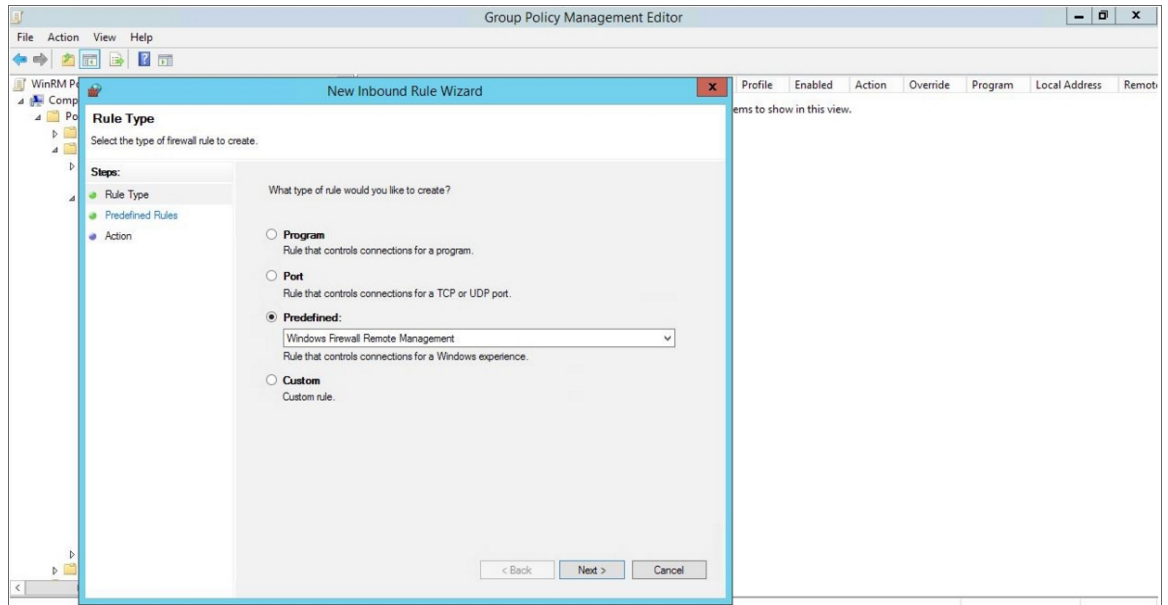 Group Policy Management Editor
File Action View Help
WinRM Po
Comp
Po
Profile Enabled Action Override Program Local Address Remote
ems to show in this view.
New Inbound Rule Wizard
Rule Type
Select the type of firewall rule to create.
Steps:
Rule Type
Predefined Rules
Action
What type of rule would you like to create?
Program
Rule that controls connections for a program.
Port
Rule that controls connections for a TCP or UDP port.
Predefined:
Windows Firewall Remote Management
Rule that controls connections for a Windows experience.
Custom
Custom rule.
< Back Next > Cancel